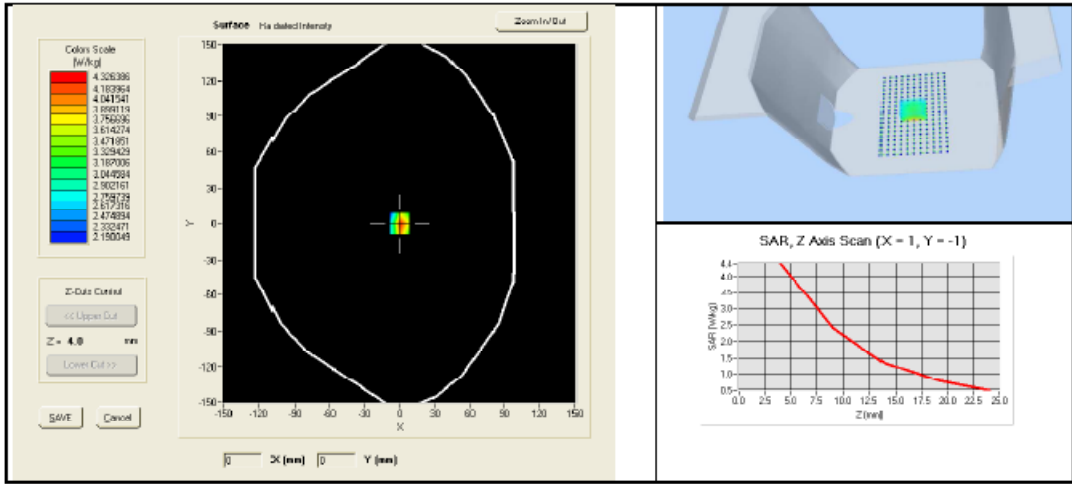 Surface Radiated Intensity
Zoom In/Out
Colors Scale
(W/kg)
4.326386
4.183964
4.041541
3.899119
3.756696
3.614274
3.471851
3.329429
3.187006
3.044584
2.902161
2.759739
2.617316
2.474894
2.332471
2.190049
Z-Cuts Control
<< Upper Cut
Z = 4.0 mm
Lower Cut >>
SAVE Cancel
150
120
90
60
30
0
-30
-60
-90
-120
-150
Y
-150 -120 -90 -60 -30 0 30 60 90 120 150
X
0 X (mm) 0 Y (mm)
SAR, Z Axis Scan (X = 1, Y = -1)
SAR (W/kg)
4.4
4.0
3.5
3.0
2.5
2.0
1.5
1.0
0.5
0.0 2.5 5.0 7.5 10.0 12.5 15.0 17.5 20.0 22.5 25.0
Z (mm)